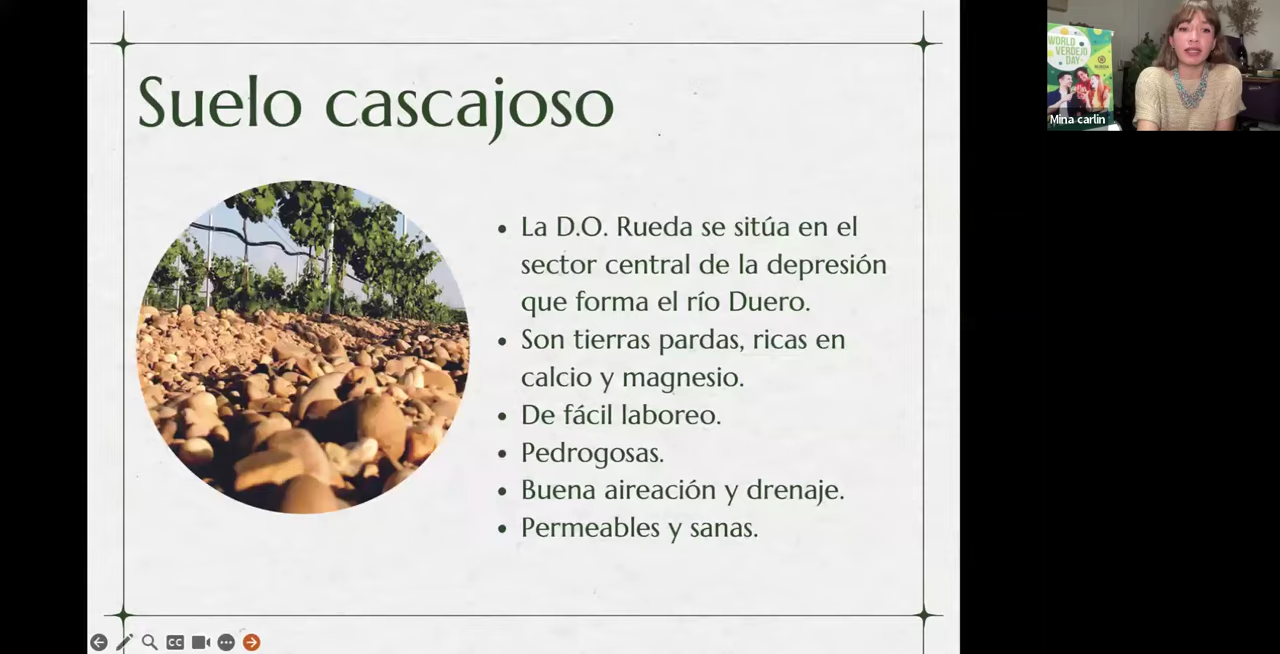 Suelo cascajoso
La D.O. Rueda se sitúa en el
sector central de la depresión
que forma el río Duero.
Son tierras pardas, ricas en
calcio y magnesio.
De fácil laboreo.
Pedrogosas.
Buena aireación y drenaje.
Permeables y sanas.
WORLD
VERDEJO
DAY
Mina carlin
CC